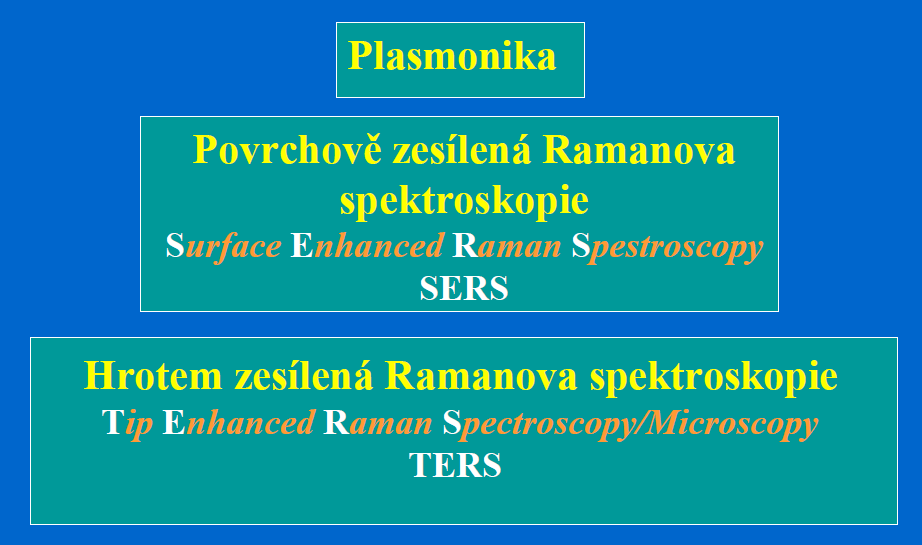 Plasmonika
Povrchově zesílená Ramanova
spektroskopie
Surface Enhanced Raman Spestroscopy
SERS
Hrotem zesílená Ramanova spektroskopie
Tip Enhanced Raman Spectroscopy/Microscopy
TERS